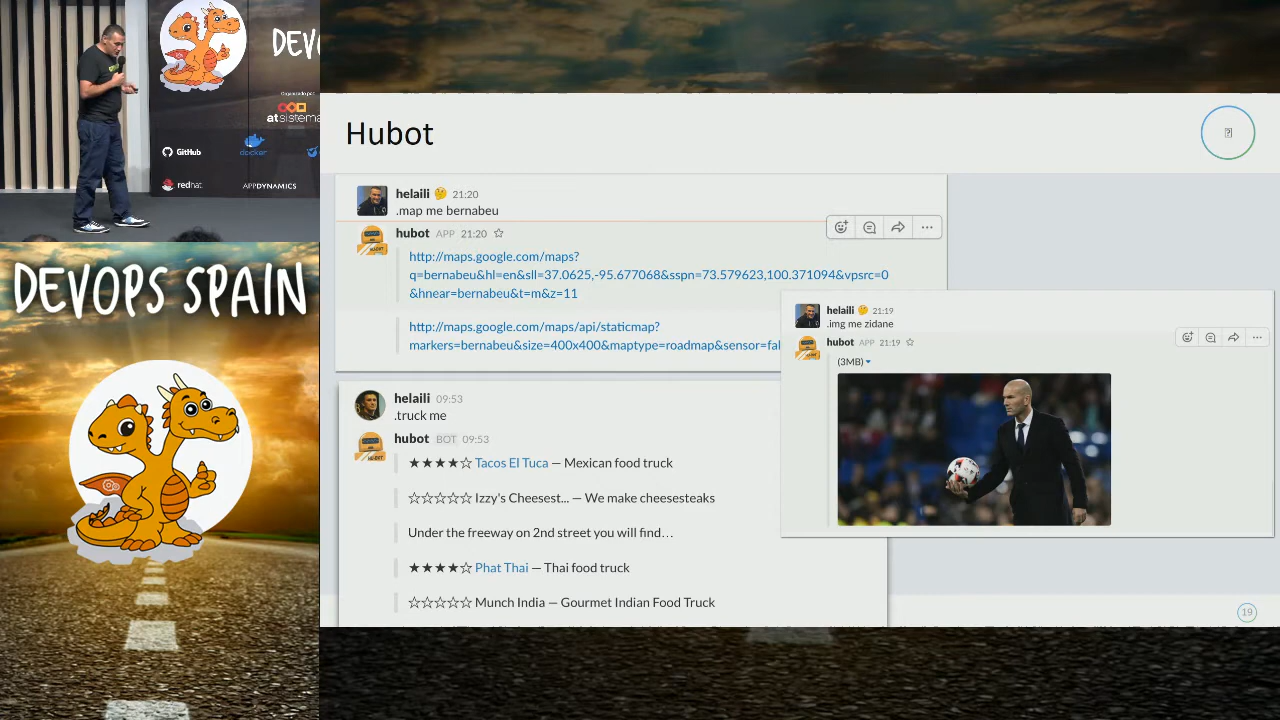 DEV
Organizado por:
atsistema
GitHub
docker
redhat
APPDYNAMICS
DEVOPS SPAIN
Hubot
helaili 21:20
.map me bernabeu
hubot APP 21:20
http://maps.google.com/maps?
q=bernabeu&hl=en&sll=37.0625,-95.677068&sspn=73.579623,100.371094&vpsrc=0
&hnear=bernabeu&t=m&z=11
http://maps.google.com/maps/api/staticmap?
markers=bernabeu&size=400x400&maptype=roadmap&sensor=fal
helaili 21:19
.img me zidane
hubot APP 21:19
(3MB)
helaili 09:53
.truck me
hubot BOT 09:53
★★★★☆ Tacos El Tuca — Mexican food truck
☆☆☆☆☆ Izzy's Cheesest... — We make cheesesteaks
Under the freeway on 2nd street you will find…
★★★★☆ Phat Thai — Thai food truck
☆☆☆☆☆ Munch India — Gourmet Indian Food Truck
19